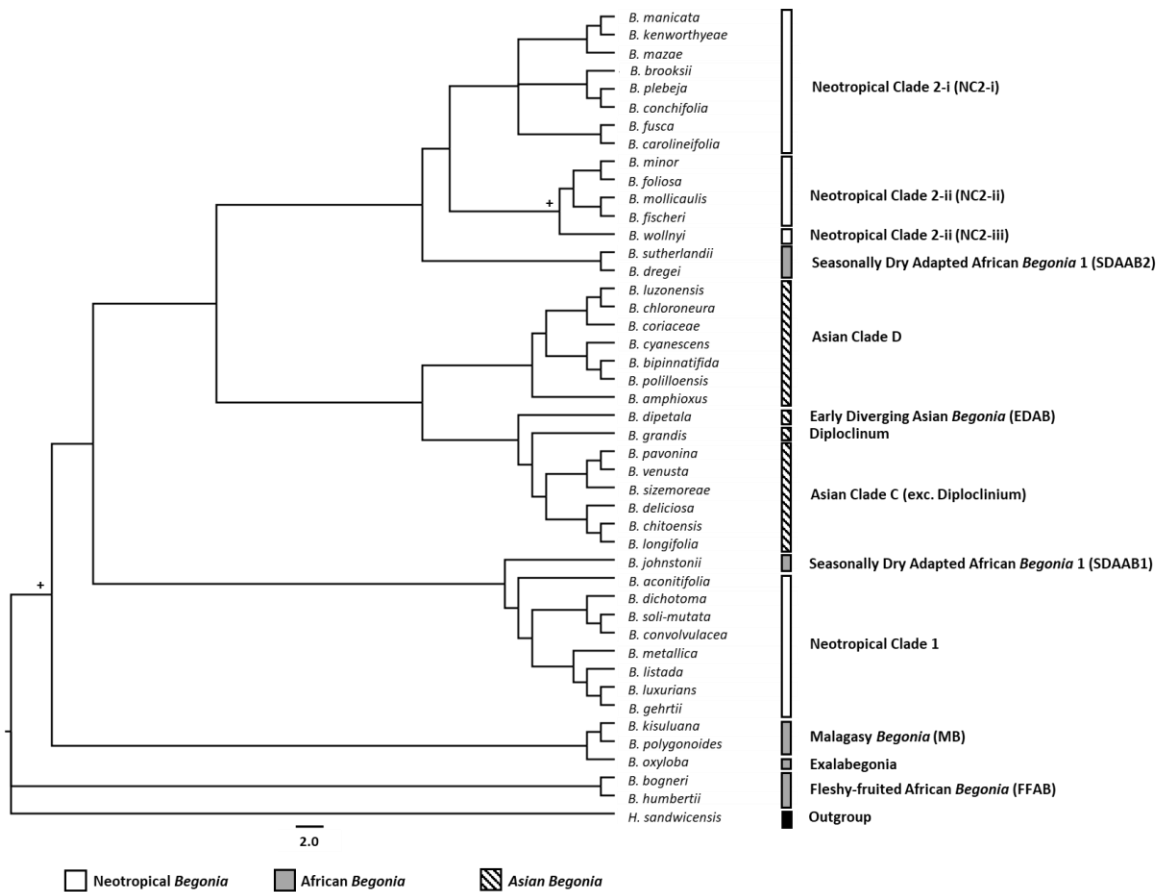 B. manicata
B. kenworthyeae
B. mazae
B. brooksii
B. plebeja
B. conchifolia
B. fusca
B. carolineifolia
Neotropical Clade 2-i (NC2-i)
B. minor
B. foliosa
B. mollicaulis
B. fischeri
+
Neotropical Clade 2-ii (NC2-ii)
B. wollnyi
Neotropical Clade 2-ii (NC2-iii)
B. sutherlandii
B. dregei
Seasonally Dry Adapted African Begonia 1 (SDAAB2)
B. luzonensis
B. chloroneura
B. coriaceae
B. cyanescens
B. bipinnatifida
B. polilloensis
B. amphioxus
Asian Clade D
B. dipetala
Early Diverging Asian Begonia (EDAB)
B. grandis
Diploclinum
B. pavonina
B. venusta
B. sizemoreae
B. deliciosa
B. chitoensis
B. longifolia
Asian Clade C (exc. Diploclinium)
B. johnstonii
Seasonally Dry Adapted African Begonia 1 (SDAAB1)
+
B. aconitifolia
B. dichotoma
B. soli-mutata
B. convolvulacea
B. metallica
B. listada
B. luxurians
B. gehrtii
Neotropical Clade 1
B. kisuluana
B. polygonoides
Malagasy Begonia (MB)
B. oxyloba
Exalabegonia
B. bogneri
B. humbertii
Fleshy-fruited African Begonia (FFAB)
H. sandwicensis
Outgroup
2.0
Neotropical Begonia
African Begonia
Asian Begonia